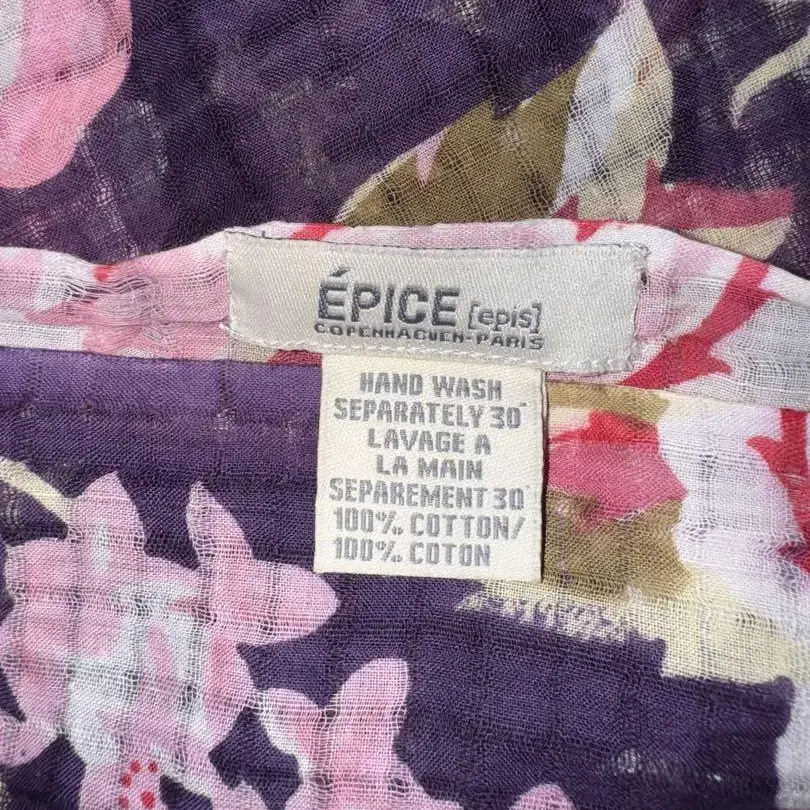 ÉPICE [epis]
COPENHAGUEN-PARIS
HAND WASH
SEPARATELY 30°
LAVAGE A
LA MAIN
SEPAREMENT 30°
100% COTTON/
100% COTON